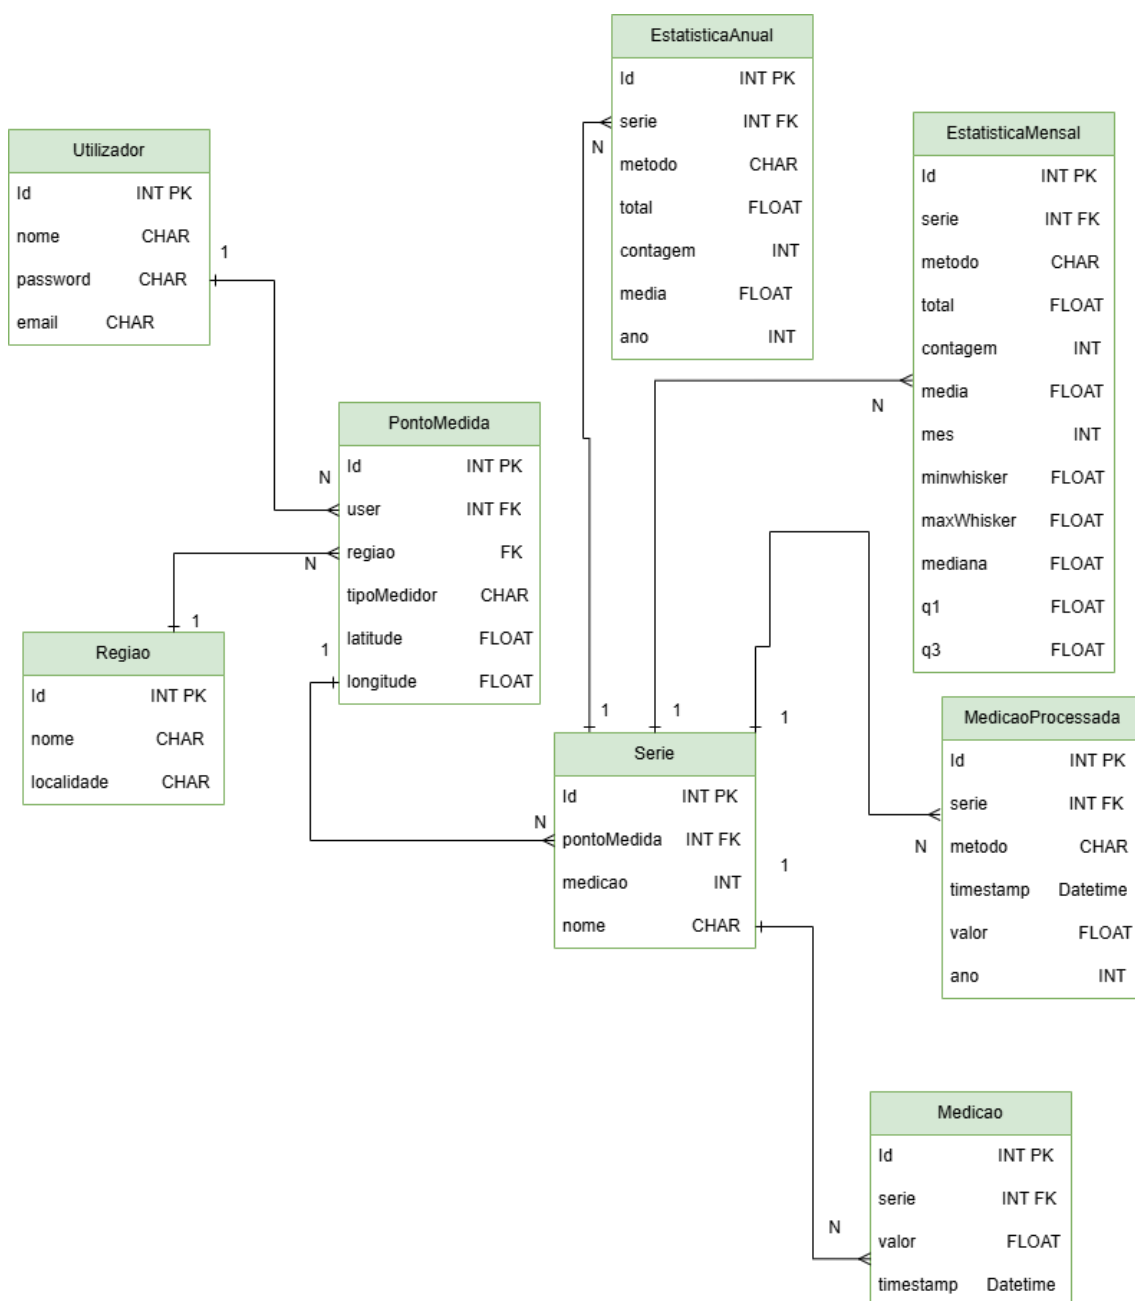 EstatisticaAnual
Id INT PK
serie INT FK
metodo CHAR
total FLOAT
contagem INT
media FLOAT
ano INT
N
EstatisticaMensal
Id INT PK
serie INT FK
metodo CHAR
total FLOAT
contagem INT
media FLOAT
mes INT
minwhisker FLOAT
maxWhisker FLOAT
mediana FLOAT
q1 FLOAT
q3 FLOAT
N
Utilizador
Id INT PK
nome CHAR
password CHAR
email CHAR
1
PontoMedida
Id INT PK
user INT FK
regiao FK
tipoMedidor CHAR
latitude FLOAT
longitude FLOAT
N
N
1
1
Regiao
Id INT PK
nome CHAR
localidade CHAR
1
1
1
Serie
Id INT PK
pontoMedida INT FK
medicao INT
nome CHAR
N
1
MedicaoProcessada
Id INT PK
serie INT FK
metodo CHAR
timestamp Datetime
valor FLOAT
ano INT
N
Medicao
Id INT PK
serie INT FK
valor FLOAT
timestamp Datetime
N